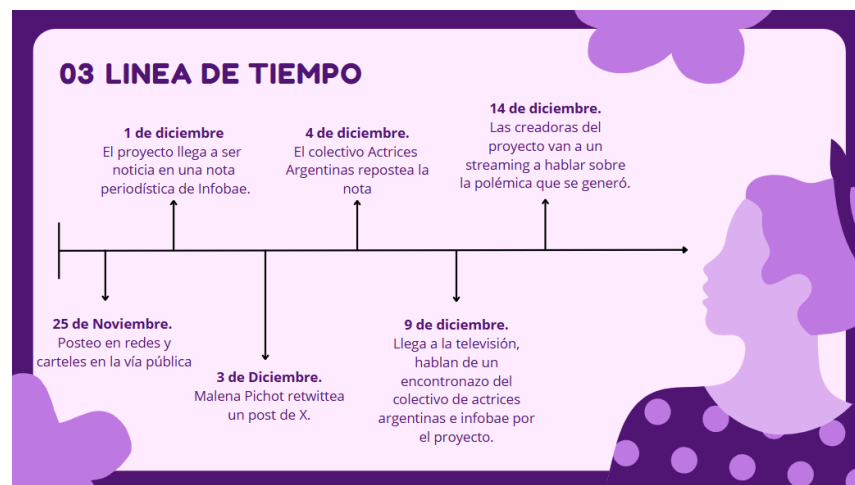 03 LINEA DE TIEMPO
1 de diciembre
El proyecto llega a ser
noticia en una nota
periodística de Infobae.
4 de diciembre.
El colectivo Actrices
Argentinas repostea la
nota
14 de diciembre.
Las creadoras del
proyecto van a un
streaming a hablar sobre
la polémica que se generó.
25 de Noviembre.
Posteo en redes y
carteles en la vía pública
3 de Diciembre.
Malena Pichot retwittea
un post de X.
9 de diciembre.
Llega a la televisión,
hablan de un
encontronazo del
colectivo de actrices
argentinas e infobae por
el proyecto.